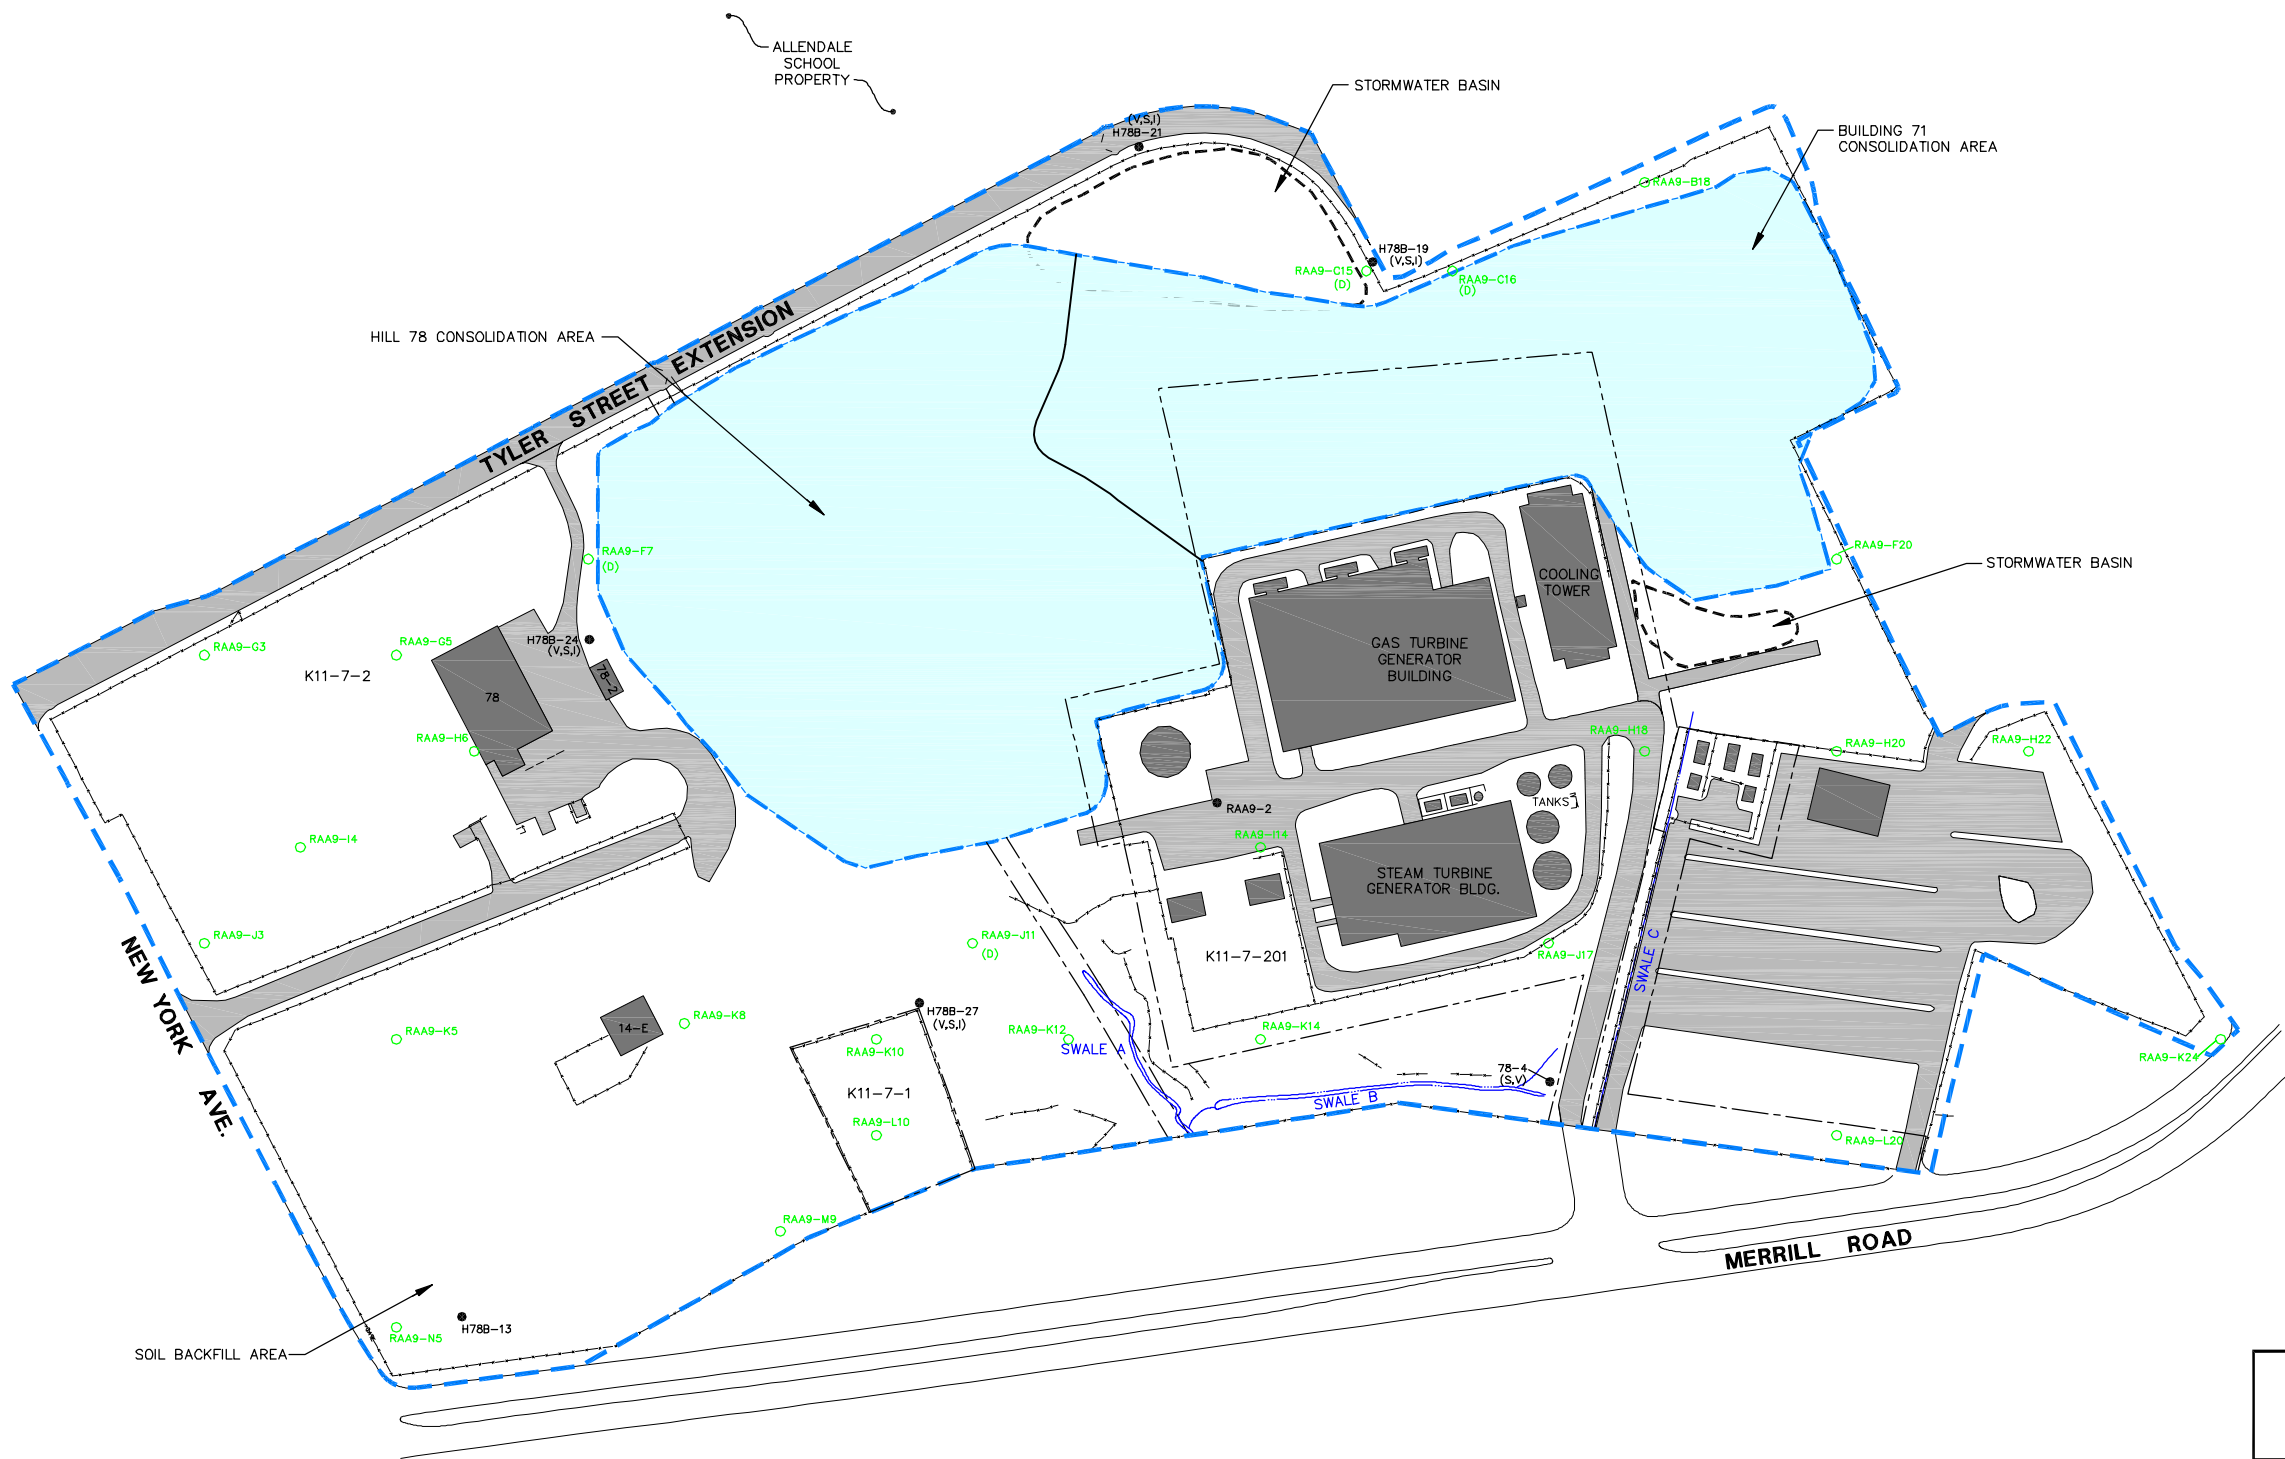 ALLENDALE
SCHOOL
PROPERTY
STORMWATER BASIN
(V,S,I)
H78B-21
BUILDING 71
CONSOLIDATION AREA
RAA9-B18
H78B-19
(V,S,I)
RAA9-C15
(D)
RAA9-C16
(D)
HILL 78 CONSOLIDATION AREA
TYLER STREET EXTENSION
RAA9-F7
(D)
RAA9-F20
STORMWATER BASIN
COOLING
TOWER
GAS TURBINE
GENERATOR
BUILDING
RAA9-G3
RAA9-G5
H78B-24
(V,S,I)
K11-7-2
78
78-2
RAA9-H6
RAA9-H18
RAA9-H20
RAA9-H22
RAA9-2
TANKS
RAA9-I4
RAA9-I14
STEAM TURBINE
GENERATOR BLDG.
RAA9-J3
RAA9-J11
(D)
K11-7-201
RAA9-J17
SWALE C
NEW YORK AVE.
RAA9-K5
14-E
RAA9-K8
H78B-27
(V,S,I)
RAA9-K10
RAA9-K12
SWALE A
RAA9-K14
RAA9-K24
78-4
(S,V)
K11-7-1
SWALE B
RAA9-L10
RAA9-L20
RAA9-M9
MERRILL ROAD
H78B-13
RAA9-N5
SOIL BACKFILL AREA